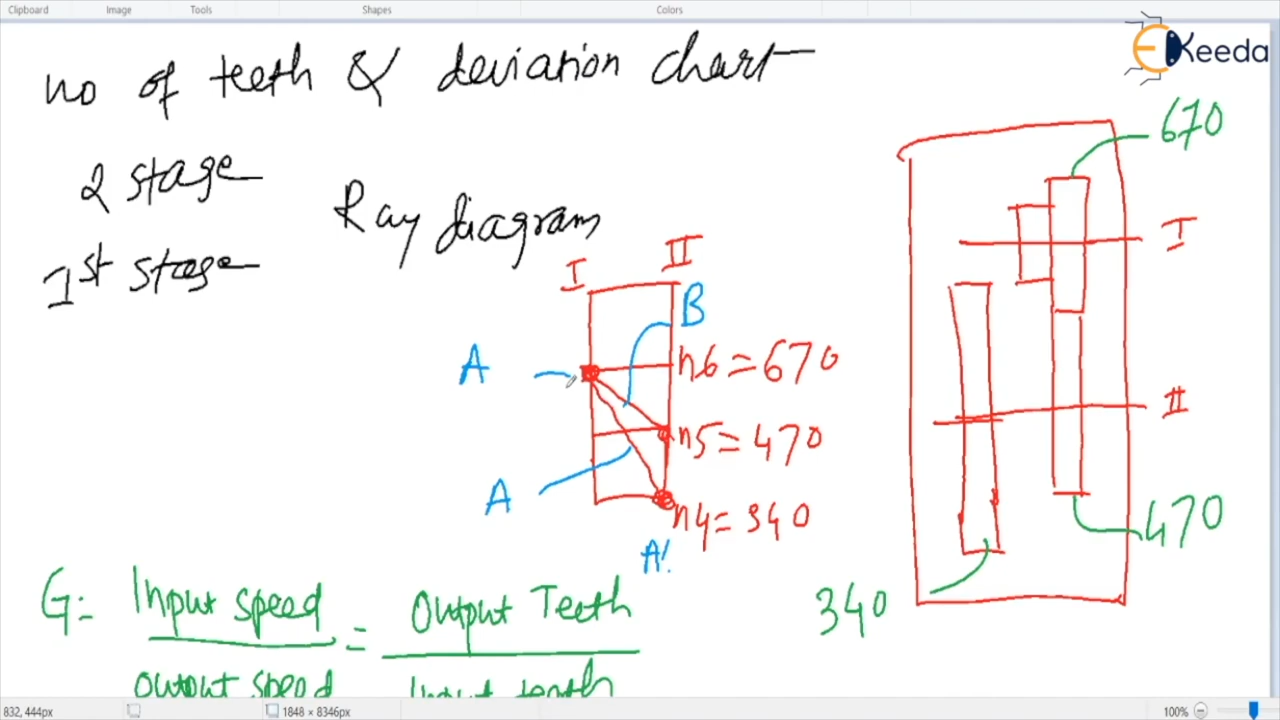 Clipboard
Image
Tools
Shapes
Colors
EKeeda
no of teeth & deviation chart
2 stage
1st stage
Ray diagram
I
II
A
B
n6 = 670
n5 = 470
A
n4 = 340
A'
G = Input speed = Output Teeth
output speed Input teeth
670
I
II
470
340
832, 444px
1848 × 8346px
100%